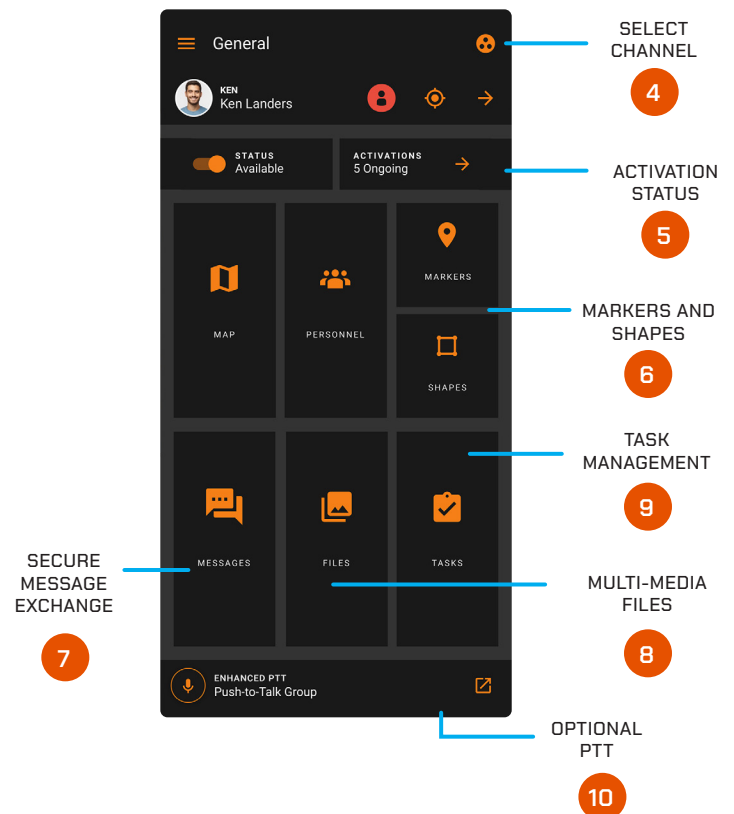 General
SELECT
CHANNEL
4
KEN
Ken Landers
STATUS
Available
ACTIVATIONS
5 Ongoing
ACTIVATION
STATUS
5
MAP
PERSONNEL
MARKERS
SHAPES
MARKERS AND
SHAPES
6
TASK
MANAGEMENT
9
MESSAGES
FILES
TASKS
SECURE
MESSAGE
EXCHANGE
7
MULTI-MEDIA
FILES
8
ENHANCED PTT
Push-to-Talk Group
OPTIONAL
PTT
10